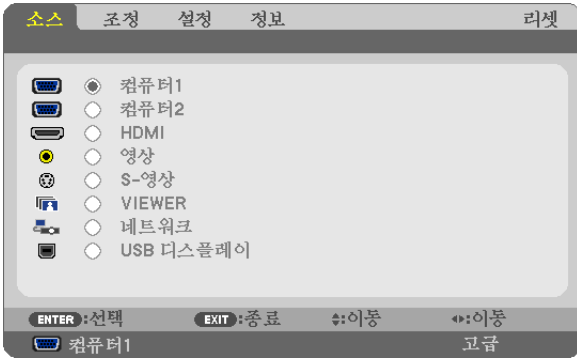 소스 조정 설정 정보 리셋
컴퓨터1
컴퓨터2
HDMI
영상
S-영상
VIEWER
네트워크
USB 디스플레이
ENTER:선택 EXIT:종료 :이동 :이동
컴퓨터1 고급